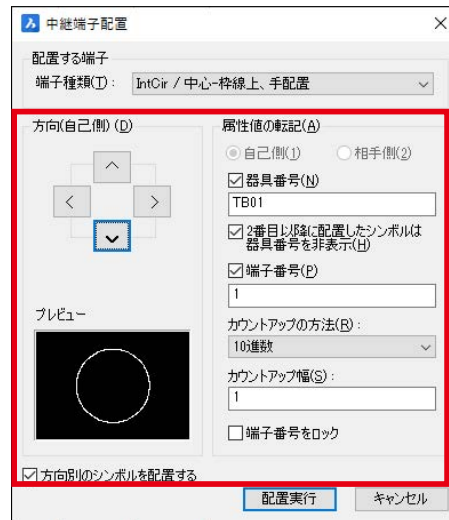 中継端子配置
配置する端子
端子種類(T)： IntCir / 中心-枠線上、手配置
方向(自己側)(D)
プレビュー
属性値の転記(A)
自己側(1) 相手側(2)
器具番号(N)
TB01
2番目以降に配置したシンボルは
器具番号を非表示(H)
端子番号(P)
1
カウントアップの方法(R)：
10進数
カウントアップ幅(S)：
1
端子番号をロック
方向別のシンボルを配置する
配置実行 キャンセル